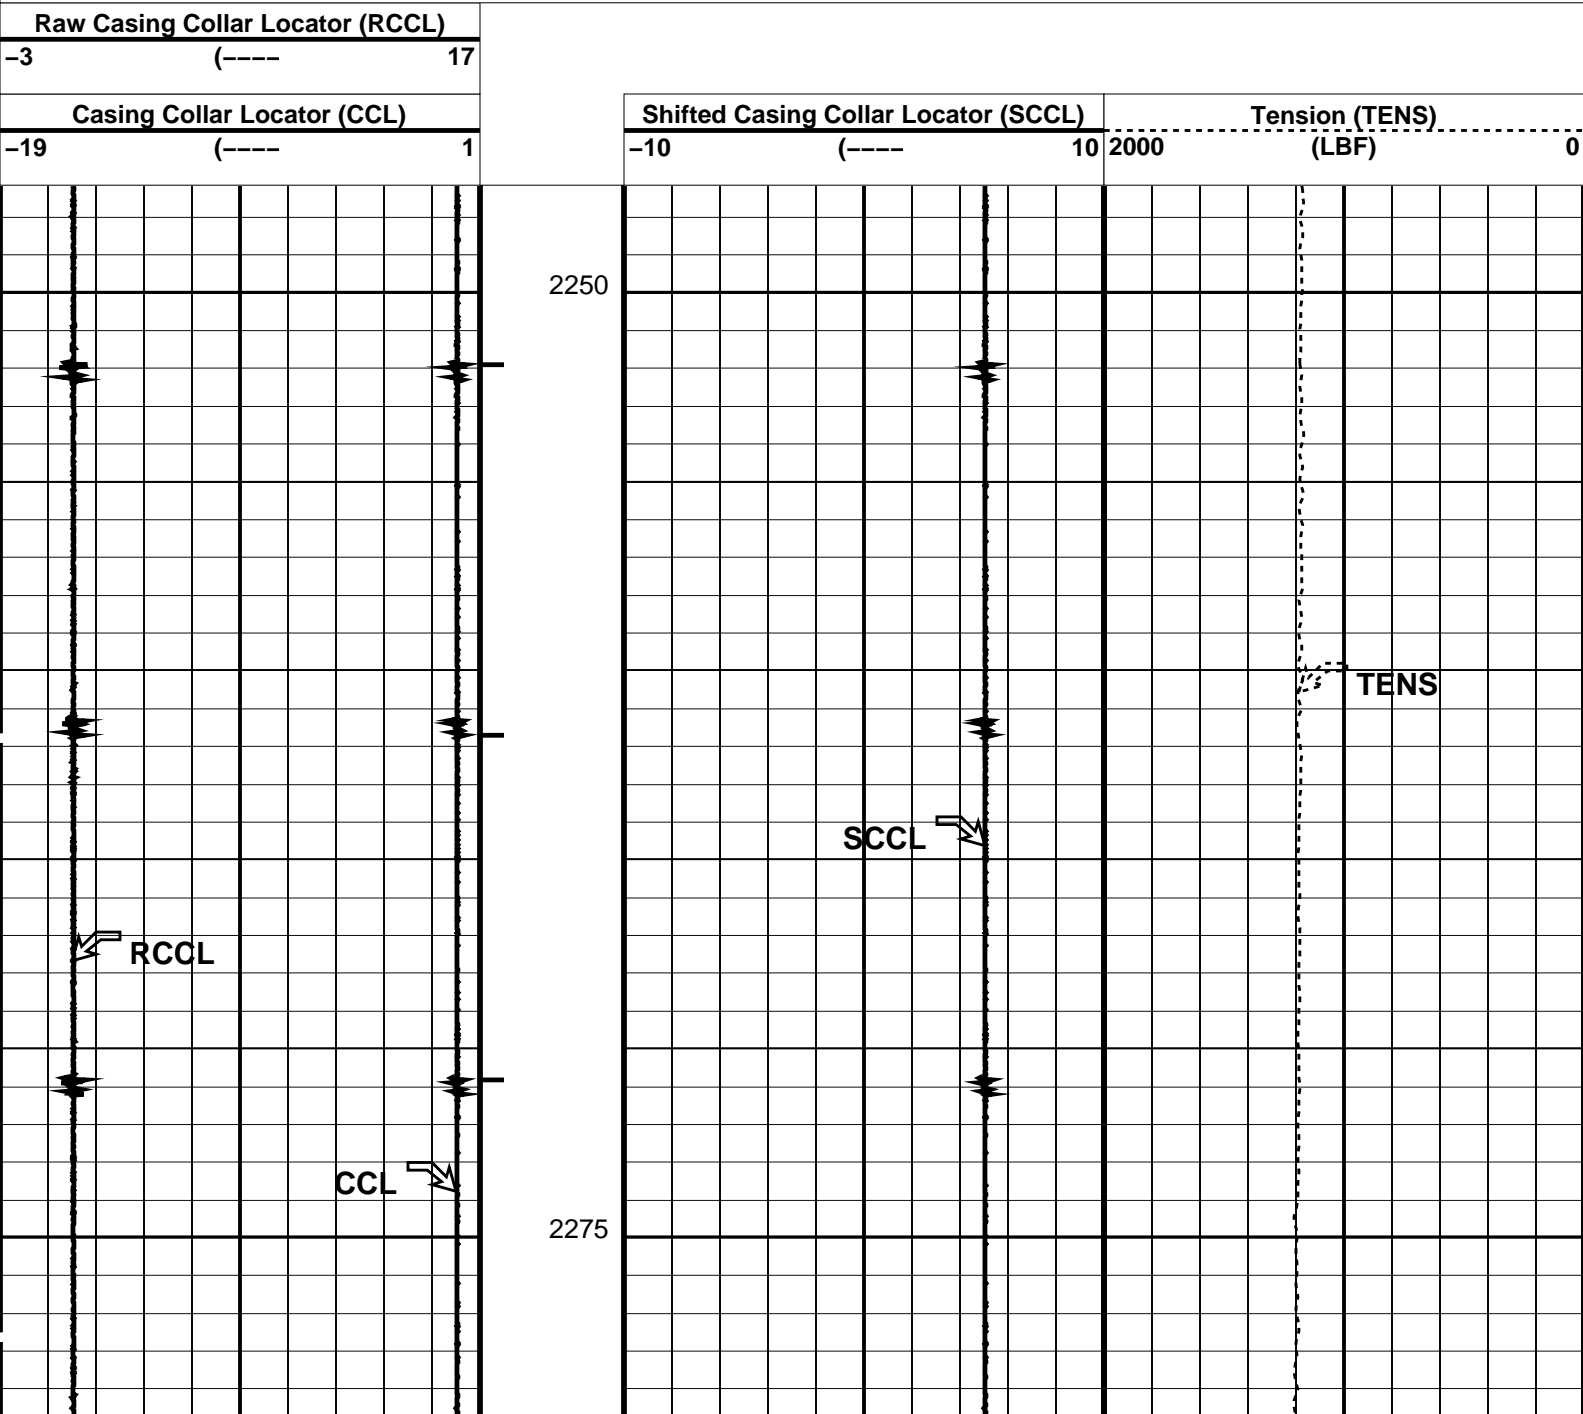 Raw Casing Collar Locator (RCCL)
–3 (–––– 17
Casing Collar Locator (CCL) Shifted Casing Collar Locator (SCCL) Tension (TENS)
–19 (–––– 1 –10 (–––– 10 2000 (LBF) 0
2250
TENS
SCCL
RCCL
CCL
2275